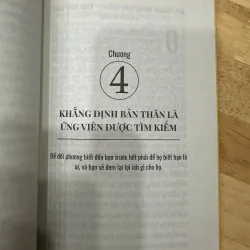 Chương
4
KHẲNG ĐỊNH BẢN THÂN LÀ
ỨNG VIÊN ĐƯỢC TÌM KIẾM
Để đối phương biết đến bạn trước hết phải để họ biết bạn là
ai, và bạn sẽ đem lại lợi ích gì cho họ.